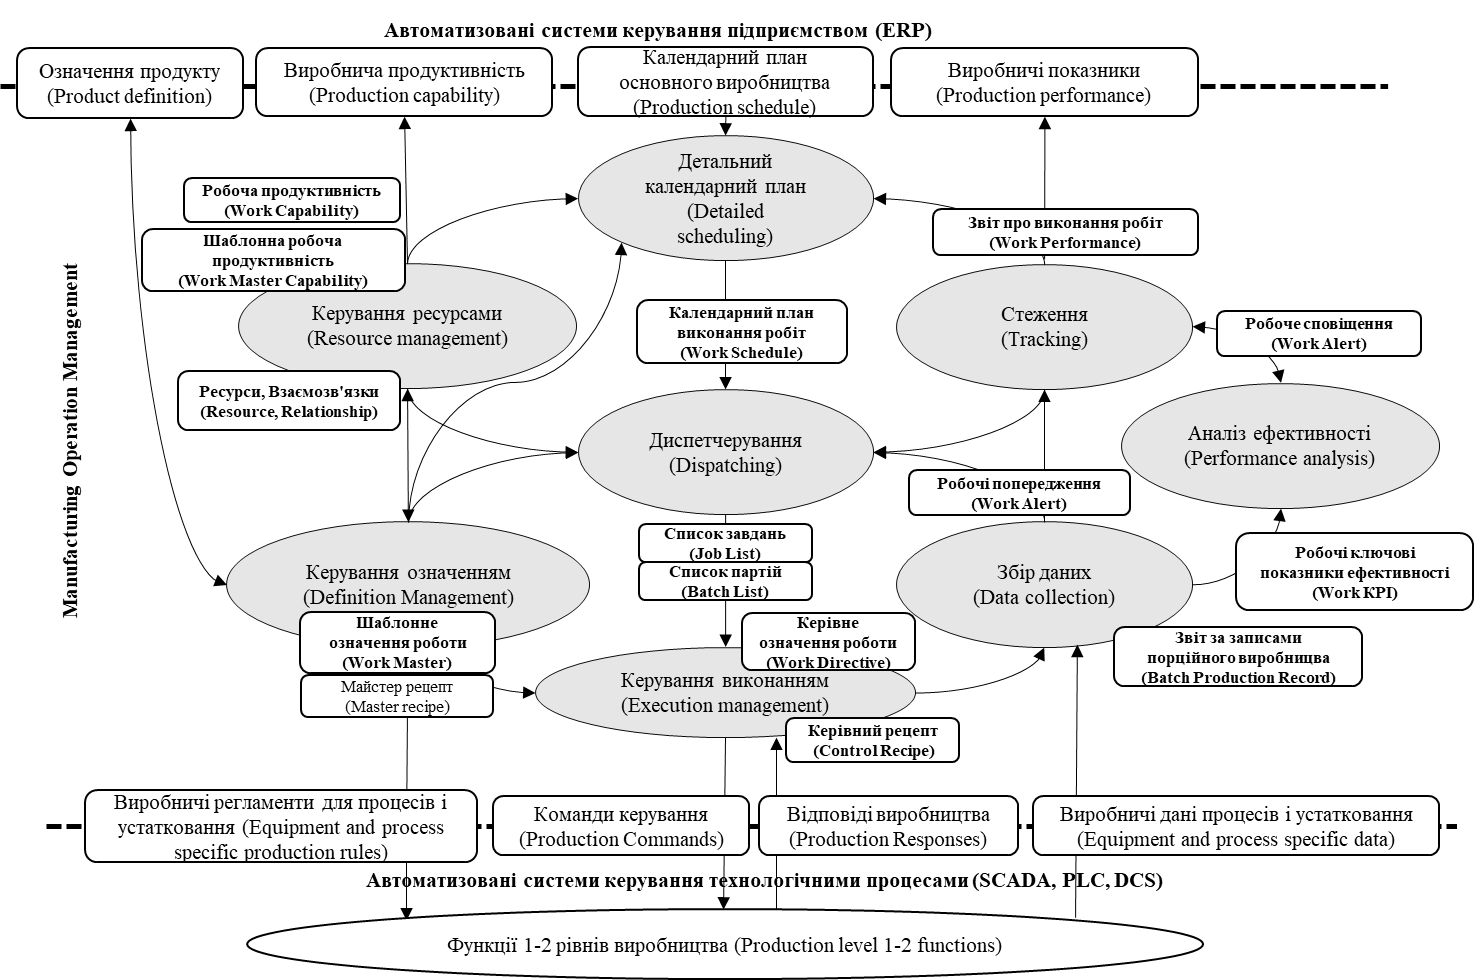 Автоматизовані системи керування підприємством (ERP)
Означення продукту
(Product definition)
Виробнича продуктивність
(Production capability)
Календарний план
основного виробництва
(Production schedule)
Виробничі показники
(Production performance)
Детальний
календарний план
(Detailed
scheduling)
Робоча продуктивність
(Work Capability)
Шаблонна робоча
продуктивність
(Work Master Capability)
Звіт про виконання робіт
(Work Performance)
Manufacturing Operation Management
Керування ресурсами
(Resource management)
Календарний план
виконання робіт
(Work Schedule)
Стеження
(Tracking)
Робоче сповіщення
(Work Alert)
Ресурси, Взаємозв'язки
(Resource, Relationship)
Диспетчерування
(Dispatching)
Аналіз ефективності
(Performance analysis)
Робочі попередження
(Work Alert)
Список завдань
(Job List)
Список партій
(Batch List)
Керування означенням
(Definition Management)
Збір даних
(Data collection)
Робочі ключові
показники ефективності
(Work KPI)
Шаблонне
означення роботи
(Work Master)
Майстер рецепт
(Master recipe)
Керівне
означення роботи
(Work Directive)
Звіт за записами
порційного виробницва
(Batch Production Record)
Керування виконанням
(Execution management)
Керівний рецепт
(Control Recipe)
Виробничі регламенти для процесів і
устатковання (Equipment and process
specific production rules)
Команди керування
(Production Commands)
Відповіді виробництва
(Production Responses)
Виробничі дані процесів і устатковання
(Equipment and process specific data)
Автоматизовані системи керування технологічними процесами (SCADA, PLC, DCS)
Функції 1-2 рівнів виробництва (Production level 1-2 functions)